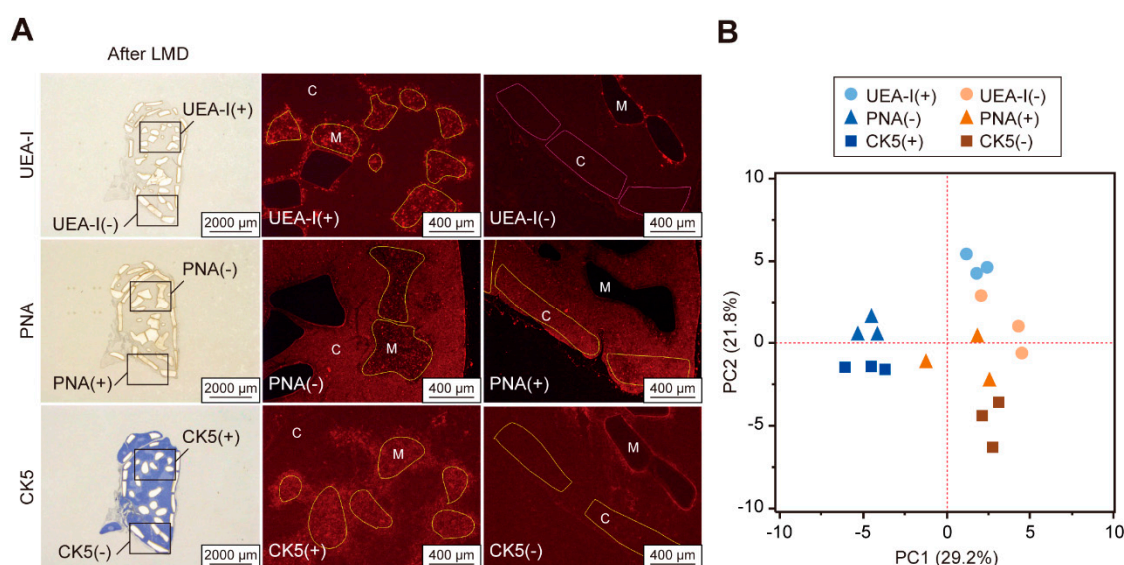 A
After LMD
UEA-I
UEA-I(+)
UEA-I(-)
2000 µm
C
M
UEA-I(+)
400 µm
M
C
UEA-I(-)
400 µm
PNA
PNA(-)
PNA(+)
2000 µm
C
M
PNA(-)
400 µm
M
C
PNA(+)
400 µm
CK5
CK5(+)
CK5(-)
2000 µm
C
M
CK5(+)
400 µm
M
C
CK5(-)
400 µm
B
UEA-I(+) UEA-I(-)
PNA(-) PNA(+)
CK5(+) CK5(-)
PC2 (21.8%)
10
5
0
-5
-10
-10 -5 0 5 10
PC1 (29.2%)